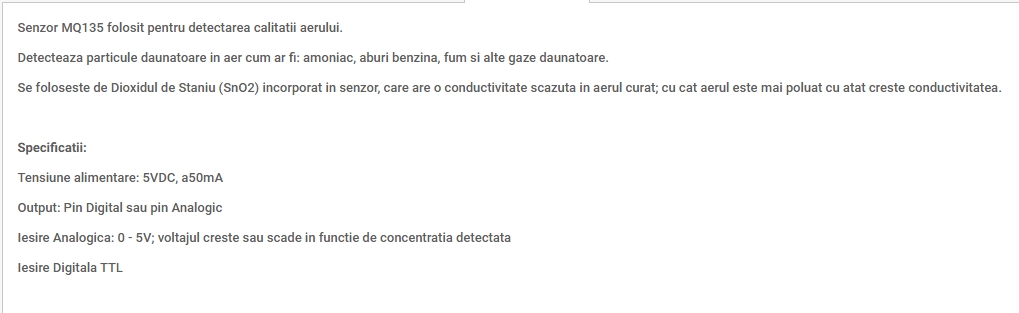 Senzor MQ135 folosit pentru detectarea calitatii aerului.
Detecteaza particule daunatoare in aer cum ar fi: amoniac, aburi benzina, fum si alte gaze daunatoare.
Se foloseste de Dioxidul de Staniu (SnO2) incorporat in senzor, care are o conductivitate scazuta in aerul curat; cu cat aerul este mai poluat cu atat creste conductivitatea.
Specificatii:
Tensiune alimentare: 5VDC, a50mA
Output: Pin Digital sau pin Analogic
Iesire Analogica: 0 - 5V; voltajul creste sau scade in functie de concentratia detectata
Iesire Digitala TTL